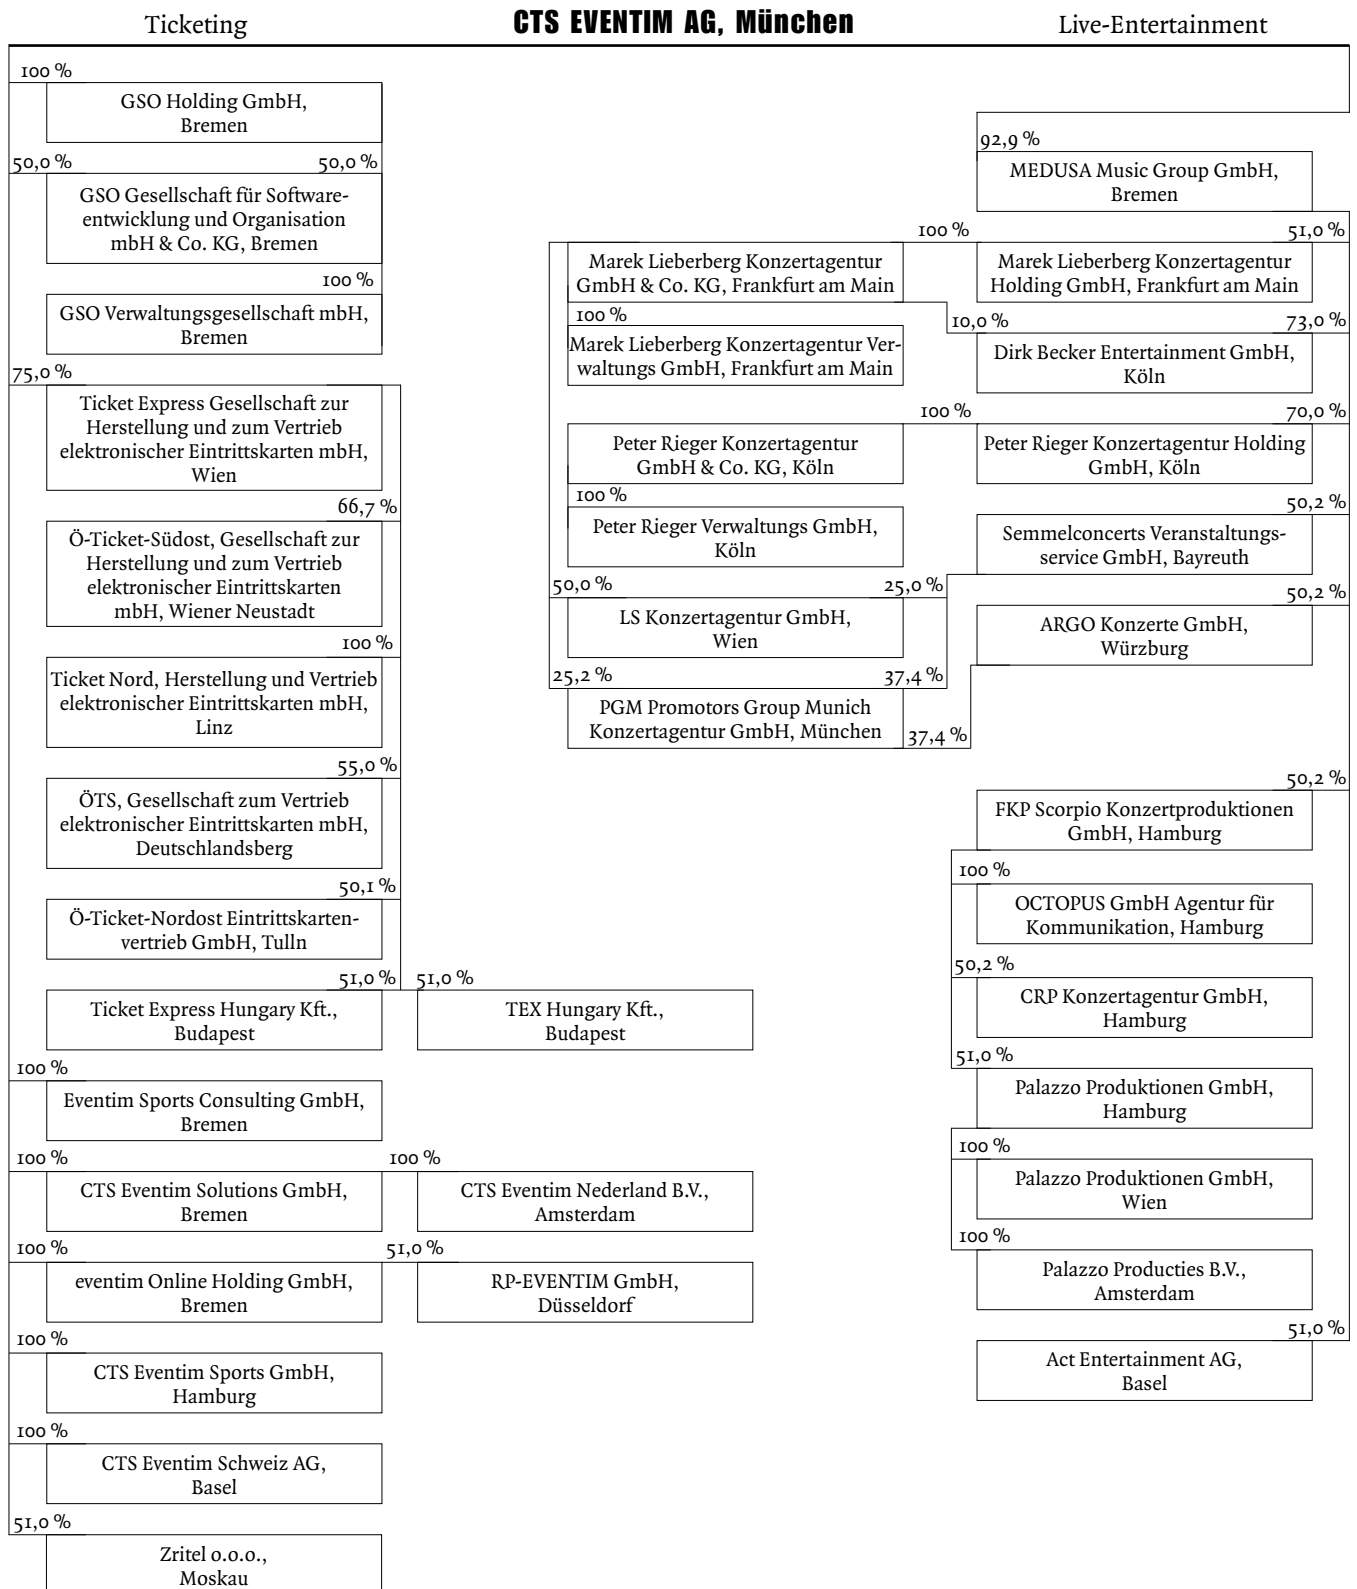 Ticketing
CTS EVENTIM AG, München
Live-Entertainment
100 %
GSO Holding GmbH,
Bremen
50,0 %
50,0 %
GSO Gesellschaft für Software-
entwicklung und Organisation
mbH & Co. KG, Bremen
100 %
GSO Verwaltungsgesellschaft mbH,
Bremen
75,0 %
Ticket Express Gesellschaft zur
Herstellung und zum Vertrieb
elektronischer Eintrittskarten mbH,
Wien
66,7 %
Ö-Ticket-Südost, Gesellschaft zur
Herstellung und zum Vertrieb
elektronischer Eintrittskarten
mbH, Wiener Neustadt
100 %
Ticket Nord, Herstellung und Vertrieb
elektronischer Eintrittskarten mbH,
Linz
55,0 %
ÖTS, Gesellschaft zum Vertrieb
elektronischer Eintrittskarten mbH,
Deutschlandsberg
50,1 %
Ö-Ticket-Nordost Eintrittskarten-
vertrieb GmbH, Tulln
51,0 %
51,0 %
Ticket Express Hungary Kft.,
Budapest
TEX Hungary Kft.,
Budapest
100 %
Eventim Sports Consulting GmbH,
Bremen
100 %
100 %
CTS Eventim Solutions GmbH,
Bremen
CTS Eventim Nederland B.V.,
Amsterdam
100 %
51,0 %
eventim Online Holding GmbH,
Bremen
RP-EVENTIM GmbH,
Düsseldorf
100 %
CTS Eventim Sports GmbH,
Hamburg
100 %
CTS Eventim Schweiz AG,
Basel
51,0 %
Zritel o.o.o.,
Moskau
100 %
Marek Lieberberg Konzertagentur
GmbH & Co. KG, Frankfurt am Main
100 %
Marek Lieberberg Konzertagentur Ver-
waltungs GmbH, Frankfurt am Main
100 %
Peter Rieger Konzertagentur
GmbH & Co. KG, Köln
100 %
Peter Rieger Verwaltungs GmbH,
Köln
50,0 %
25,0 %
LS Konzertagentur GmbH,
Wien
25,2 %
37,4 %
PGM Promotors Group Munich
Konzertagentur GmbH, München
37,4 %
92,9 %
MEDUSA Music Group GmbH,
Bremen
51,0 %
Marek Lieberberg Konzertagentur
Holding GmbH, Frankfurt am Main
10,0 %
73,0 %
Dirk Becker Entertainment GmbH,
Köln
70,0 %
Peter Rieger Konzertagentur Holding
GmbH, Köln
50,2 %
Semmelconcerts Veranstaltungs-
service GmbH, Bayreuth
50,2 %
ARGO Konzerte GmbH,
Würzburg
50,2 %
FKP Scorpio Konzertproduktionen
GmbH, Hamburg
100 %
OCTOPUS GmbH Agentur für
Kommunikation, Hamburg
50,2 %
CRP Konzertagentur GmbH,
Hamburg
51,0 %
Palazzo Produktionen GmbH,
Hamburg
100 %
Palazzo Produktionen GmbH,
Wien
100 %
Palazzo Producties B.V.,
Amsterdam
51,0 %
Act Entertainment AG,
Basel